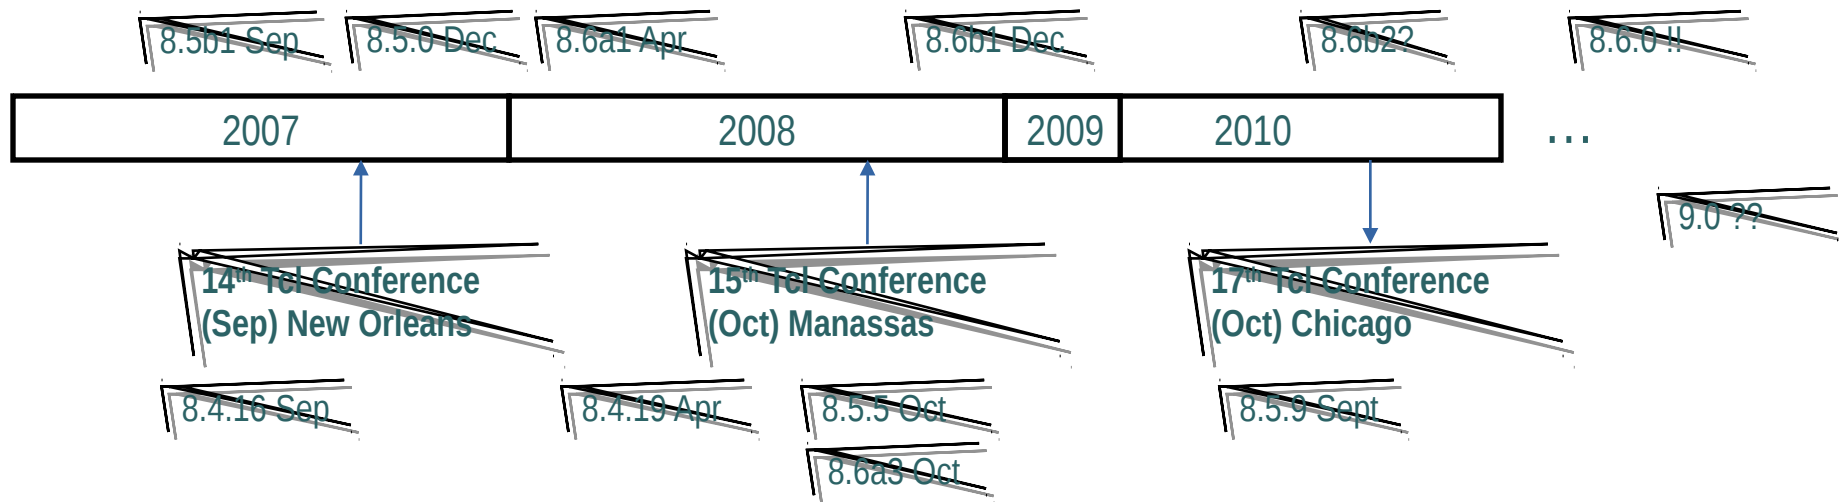 8.5b1 Sep
8.5.0 Dec
8.6a1 Apr
8.6b1 Dec
8.6b2?
8.6.0 !!
2007
2008
2009
2010
...
9.0 ??
14th Tcl Conference
(Sep) New Orleans
15th Tcl Conference
(Oct) Manassas
17th Tcl Conference
(Oct) Chicago
8.4.16 Sep
8.4.19 Apr
8.5.5 Oct
8.5.9 Sept
8.6a3 Oct